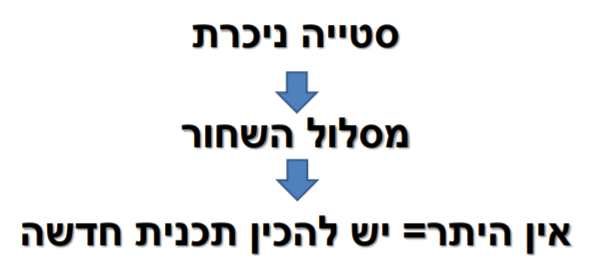 סטייה ניכרת
מסלול השחור
אין היתר= יש להכין תכנית חדשה